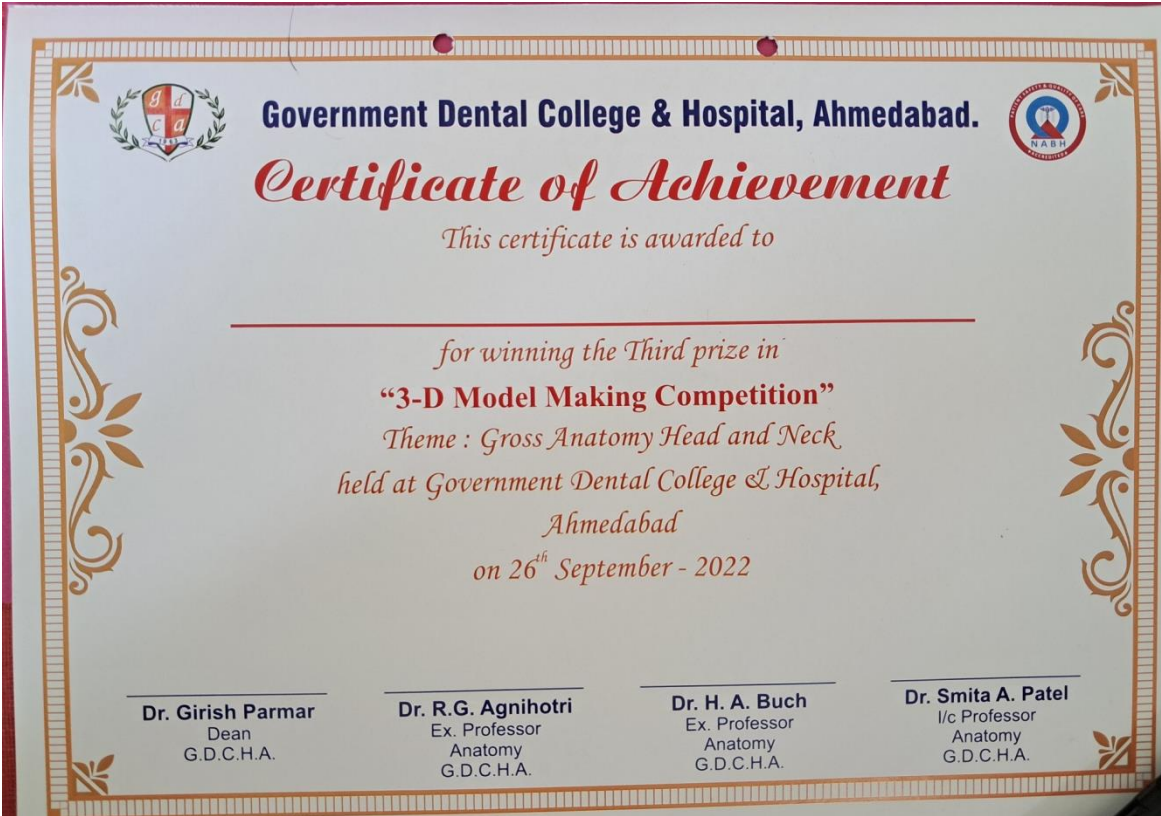 g d
c a
1963
Government Dental College & Hospital, Ahmedabad.
NABH
Certificate of Achievement
This certificate is awarded to
for winning the Third prize in
“3-D Model Making Competition”
Theme : Gross Anatomy Head and Neck
held at Government Dental College & Hospital,
Ahmedabad
on 26th September - 2022
Dr. Girish Parmar
Dean
G.D.C.H.A.
Dr. R.G. Agnihotri
Ex. Professor
Anatomy
G.D.C.H.A.
Dr. H. A. Buch
Ex. Professor
Anatomy
G.D.C.H.A.
Dr. Smita A. Patel
I/c Professor
Anatomy
G.D.C.H.A.